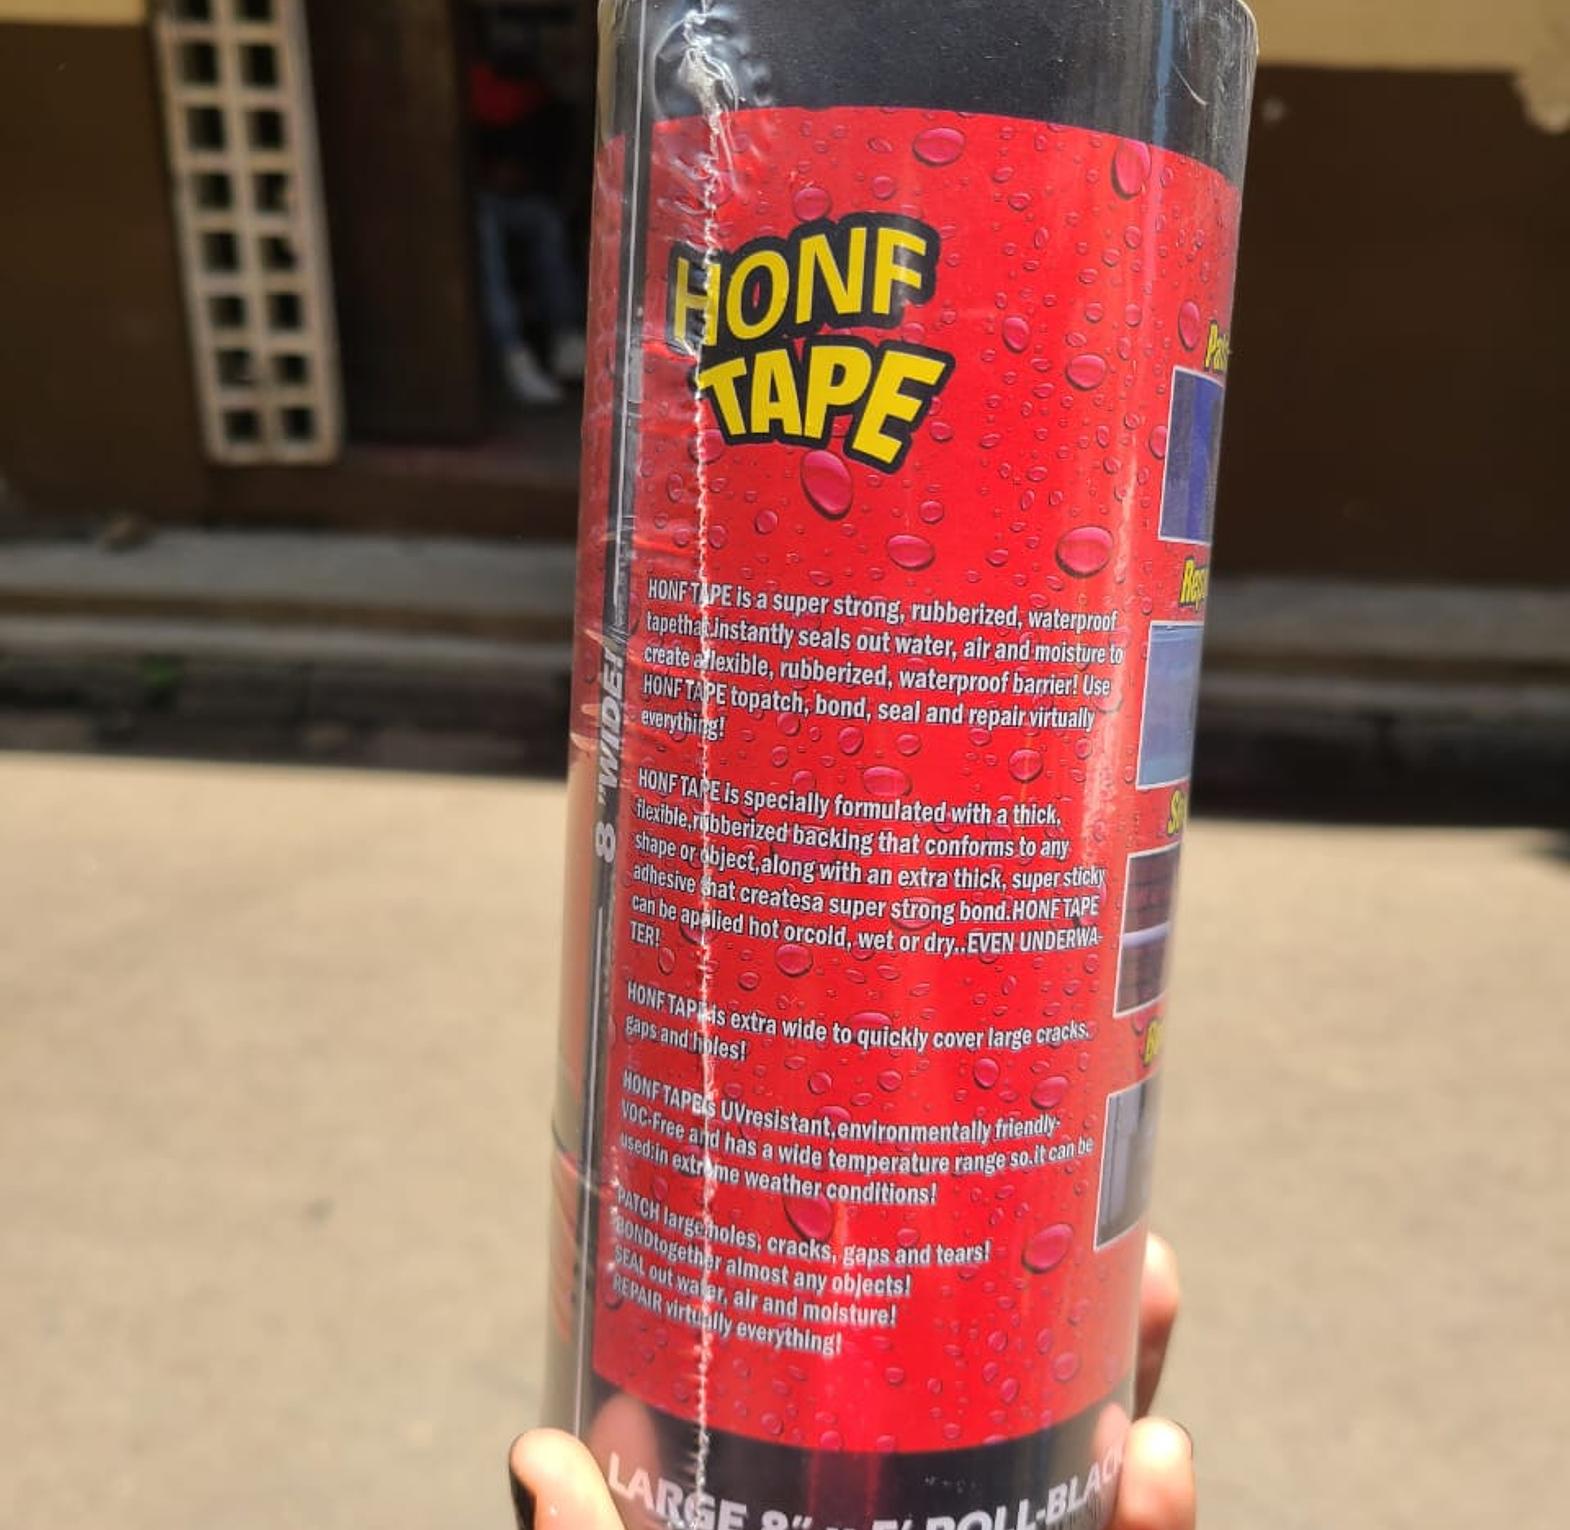 HONF
TAPE
HONF TAPE is a super strong, rubberized, waterproof
tapethat.instantly seals out water, air and moisture to
create a flexible, rubberized, waterproof barrier! Use
HONF TAPE topatch, bond, seal and repair virtually
everything!
HONF TAPE is specially formulated with a thick,
flexible,rubberized backing that conforms to any
shape or object,along with an extra thick, super sticky
adhesive that createsa super strong bond.HONF TAPE
can be applied hot orcold, wet or dry..EVEN UNDERWA-
TER!
HONF TAPE is extra wide to quickly cover large cracks,
gaps and holes!
HONF TAPE is UVresistant,environmentally friendly-
VOC-Free and has a wide temperature range so.it can be
used:in extreme weather conditions!
PATCH large holes, cracks, gaps and tears!
BONDtogether almost any objects!
SEAL out water, air and moisture!
REPAIR virtually everything!
8 "WIDE!
LARGE 8" x 5' ROLL-BLACK